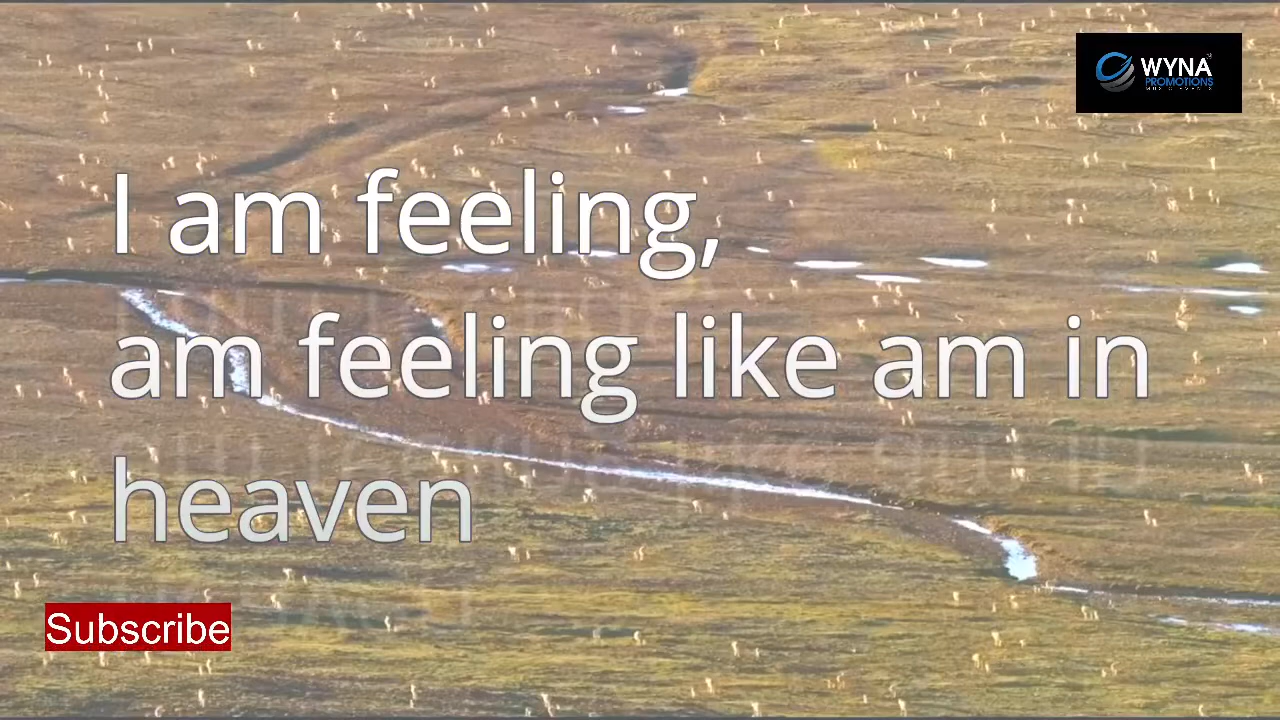 WYNA
PROMOTIONS
I am feeling,
am feeling like am in
heaven
Subscribe